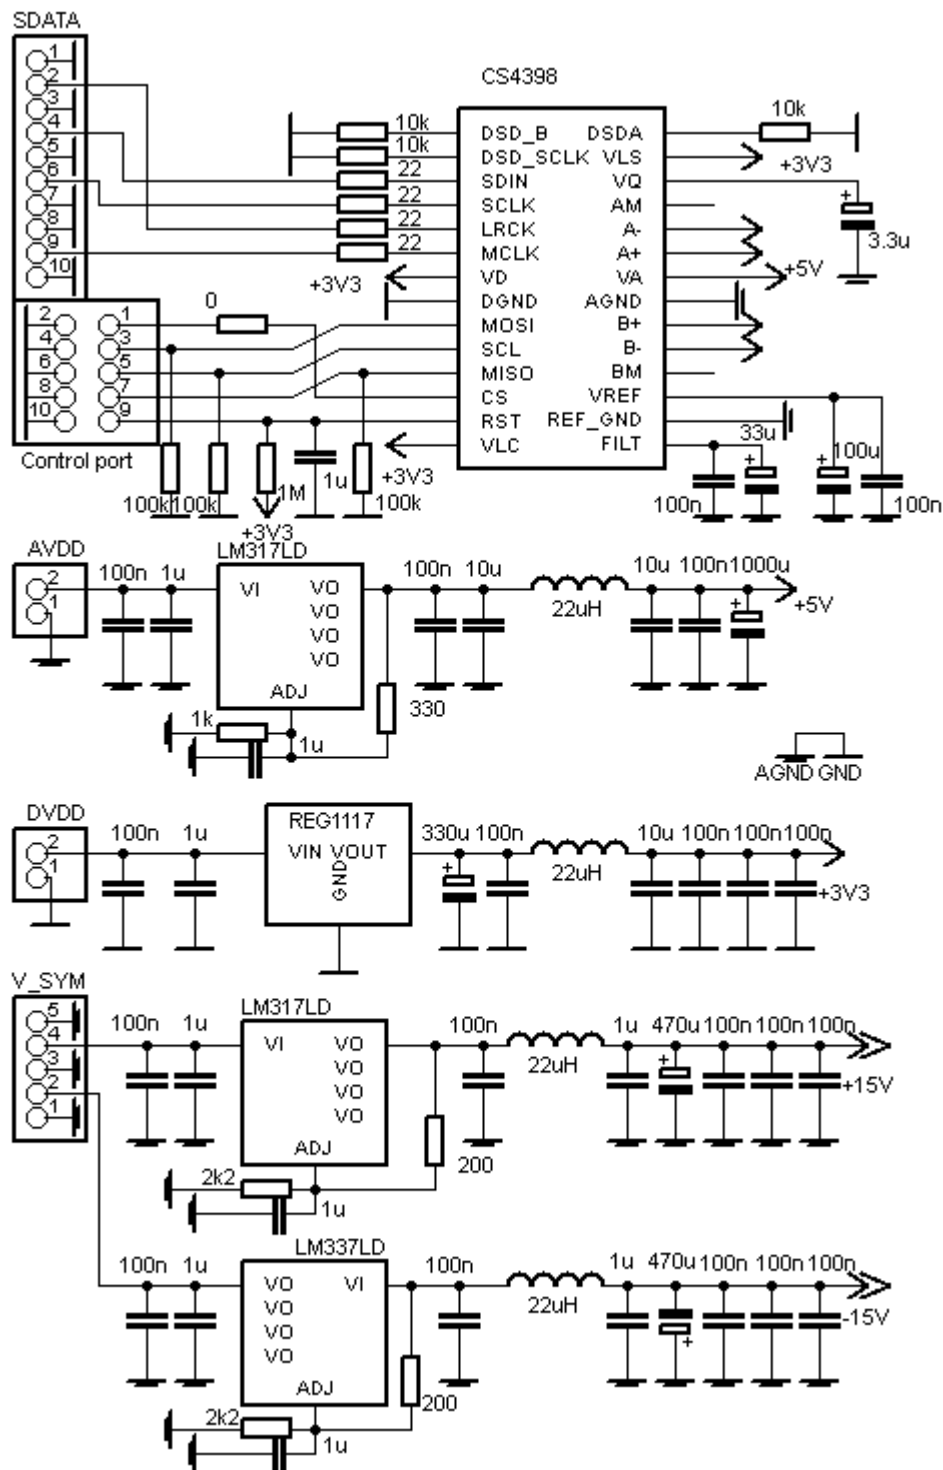 SDATA
1
2
3
4
5
6
7
8
9
10
CS4398
10k
10k
22
22
22
22
+3V3
0
DSD_B DSDA
DSD_SCLK VLS
SDIN VQ
SCLK AM
LRCK A-
MCLK A+
VD VA
DGND AGND
MOSI B+
SCL B-
MISO BM
CS VREF
RST REF_GND
VLC FILT
10k
+3V3
+
3.3u
+5V
2 1
4 3
6 5
8 7
10 9
Control port
100k
100k
1M
+3V3
1u
+3V3
100k
33u
100u
+
+
100n
100n
AVDD
2
1
100n 1u
LM317LD
VI VO
VO
VO
VO
ADJ
1k
1u
330
100n 10u
22uH
10u 100n 1000u
+
+5V
AGND GND
DVDD
2
1
100n 1u
REG1117
VIN VOUT
GND
330u 100n
+
22uH
10u 100n 100n 100n
+3V3
V_SYM
5
4
3
2
1
100n 1u
LM317LD
VI VO
VO
VO
VO
ADJ
2k2
1u
200
100n
22uH
1u 470u 100n 100n 100n
+
+15V
LM337LD
100n 1u
VO VI
VO
VO
VO
ADJ
2k2
1u
200
100n
22uH
1u 470u 100n 100n 100n
+
-15V